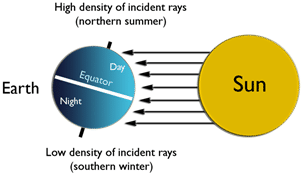 High density of incident rays
(northern summer)
Day
Equator
Earth
Night
Sun
Low density of incident rays
(southern winter)